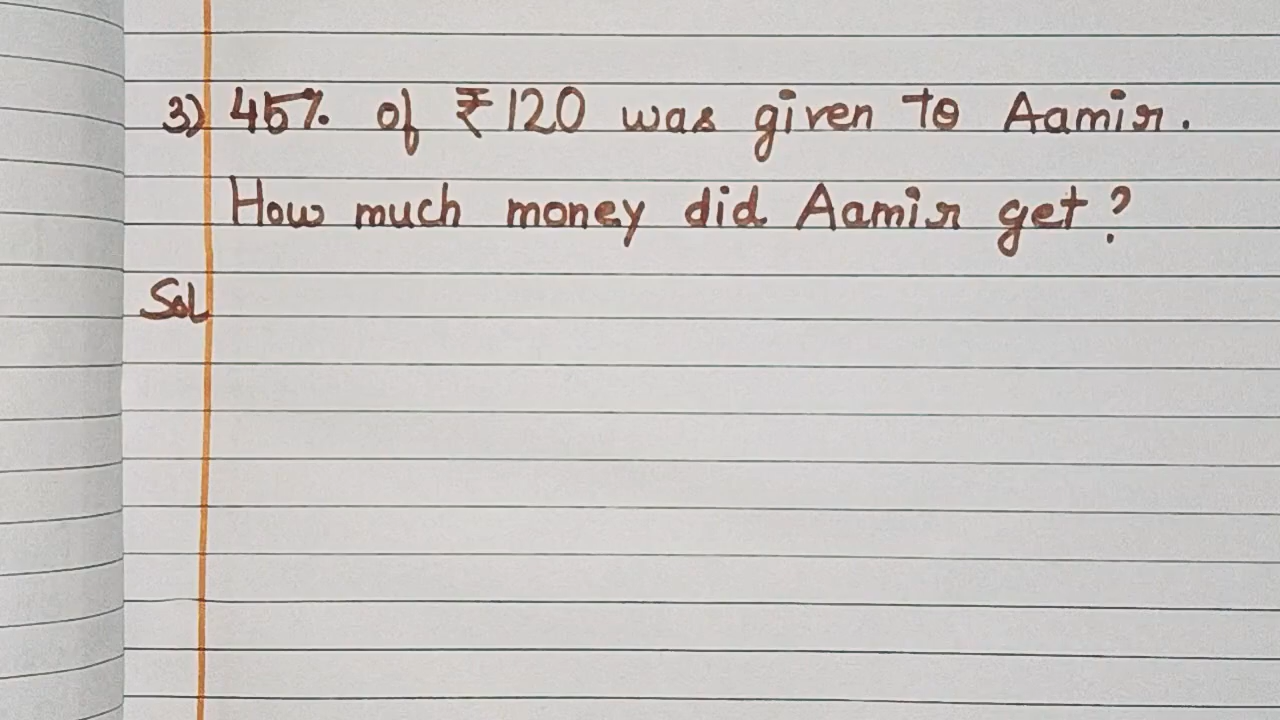 3) 45% of ₹120 was given to Aamir.
How much money did Aamir get?
Sol